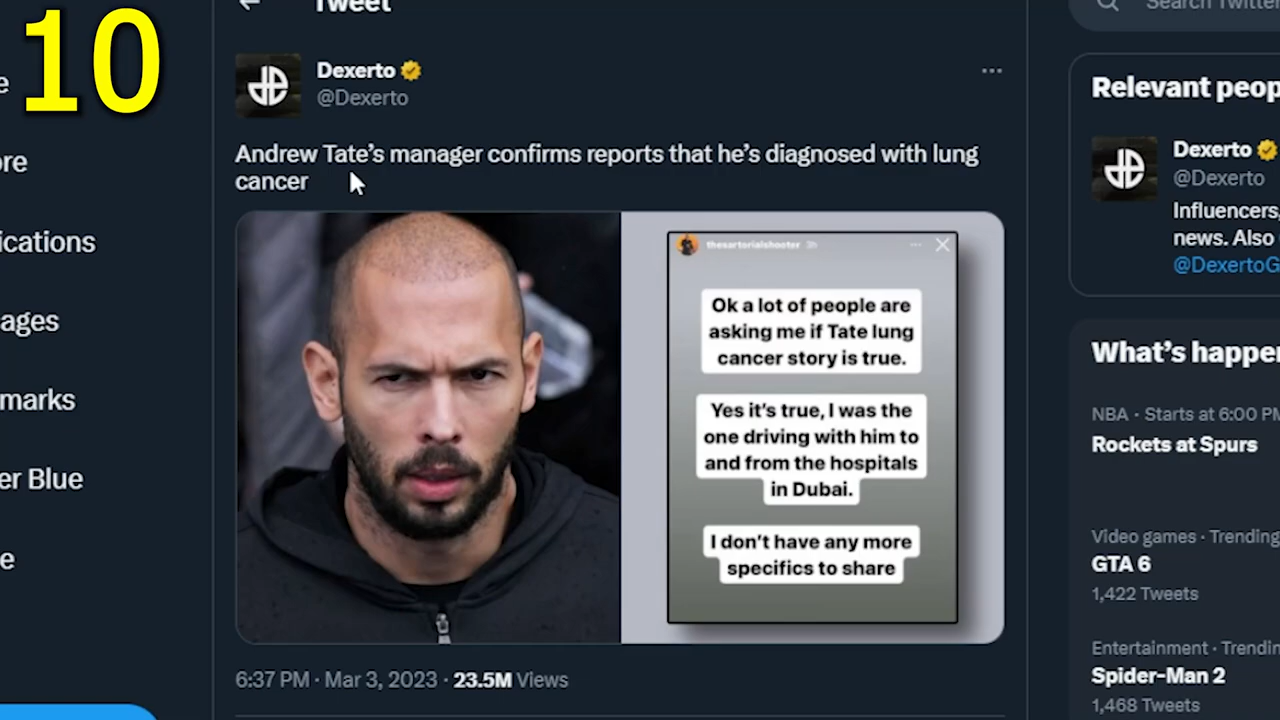 10
Tweet
Search Twitter
e
ore
ications
ages
marks
er Blue
e
Dexerto
@Dexerto
Andrew Tate's manager confirms reports that he's diagnosed with lung
cancer
thesartorialshooter 2h
Ok a lot of people are
asking me if Tate lung
cancer story is true.
Yes it's true, I was the
one driving with him to
and from the hospitals
in Dubai.
I don't have any more
specifics to share
6:37 PM · Mar 3, 2023 · 23.5M Views
Relevant peop
Dexerto
@Dexerto
Influencers,
news. Also
@DexertoG
What's happe
NBA · Starts at 6:00 PM
Rockets at Spurs
Video games · Trending
GTA 6
1,422 Tweets
Entertainment · Trendin
Spider-Man 2
1,468 Tweets